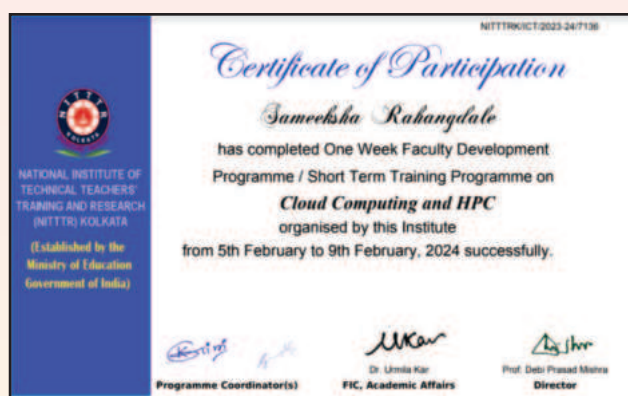 NITTTRK/ICT/2023-24/7136
Certificate of Participation
Sameeksha Rahangdale
has completed One Week Faculty Development
Programme / Short Term Training Programme on
Cloud Computing and HPC
organised by this Institute
from 5th February to 9th February, 2024 successfully.
NITTTR
KOLKATA
NATIONAL INSTITUTE OF
TECHNICAL TEACHERS'
TRAINING AND RESEARCH
(NITTTR) KOLKATA
(Established by the
Ministry of Education
Government of India)
Programme Coordinator(s)
Dr. Urmila Kar
FIC, Academic Affairs
Prof. Debi Prasad Mishra
Director